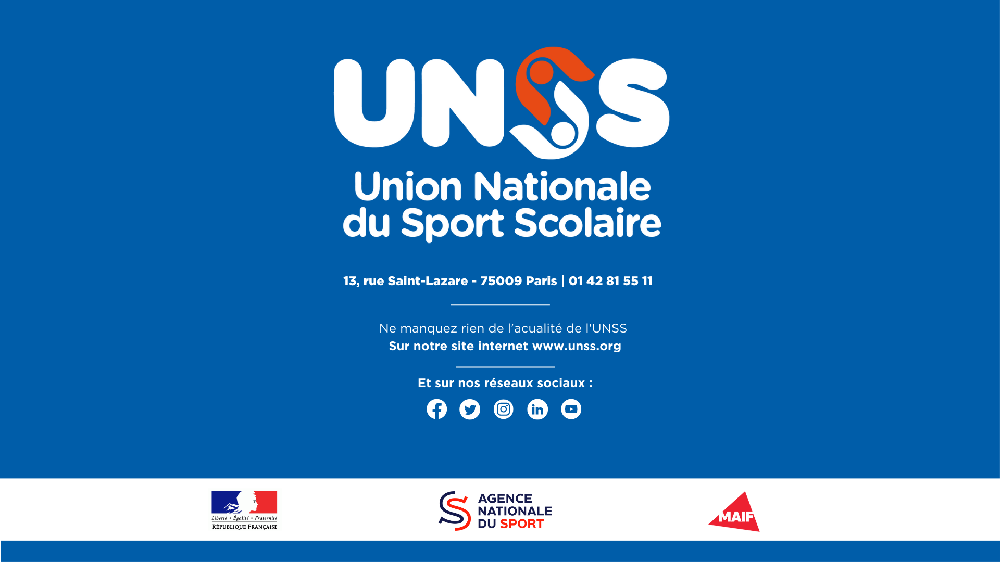 UNSS
Union Nationale
du Sport Scolaire
13, rue Saint-Lazare - 75009 Paris | 01 42 81 55 11
Ne manquez rien de l'acualité de l'UNSS
Sur notre site internet www.unss.org
Et sur nos réseaux sociaux :
in
Liberté • Égalité • Fraternité
RÉPUBLIQUE FRANÇAISE
AGENCE
NATIONALE
DU SPORT
MAIF